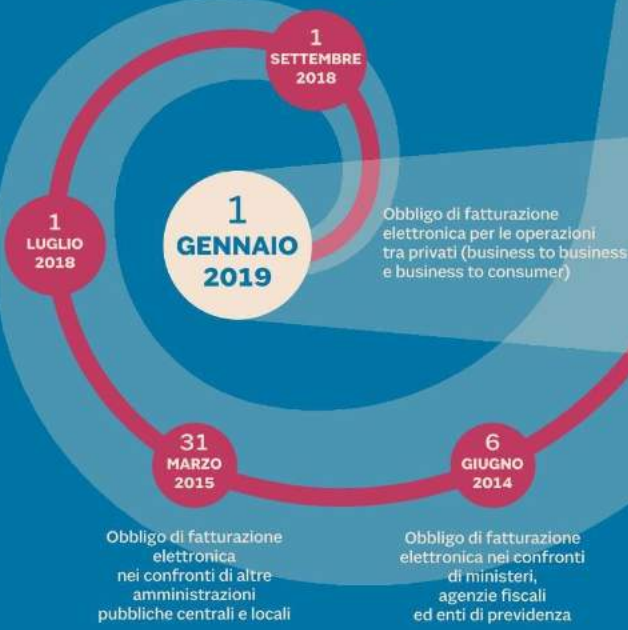 1
SETTEMBRE
2018
1
LUGLIO
2018
1
GENNAIO
2019
Obbligo di fatturazione
elettronica per le operazioni
tra privati (business to business
e business to consumer)
31
MARZO
2015
Obbligo di fatturazione
elettronica
nei confronti di altre
amministrazioni
pubbliche centrali e locali
6
GIUGNO
2014
Obbligo di fatturazione
elettronica nei confronti
di ministeri,
agenzie fiscali
ed enti di previdenza